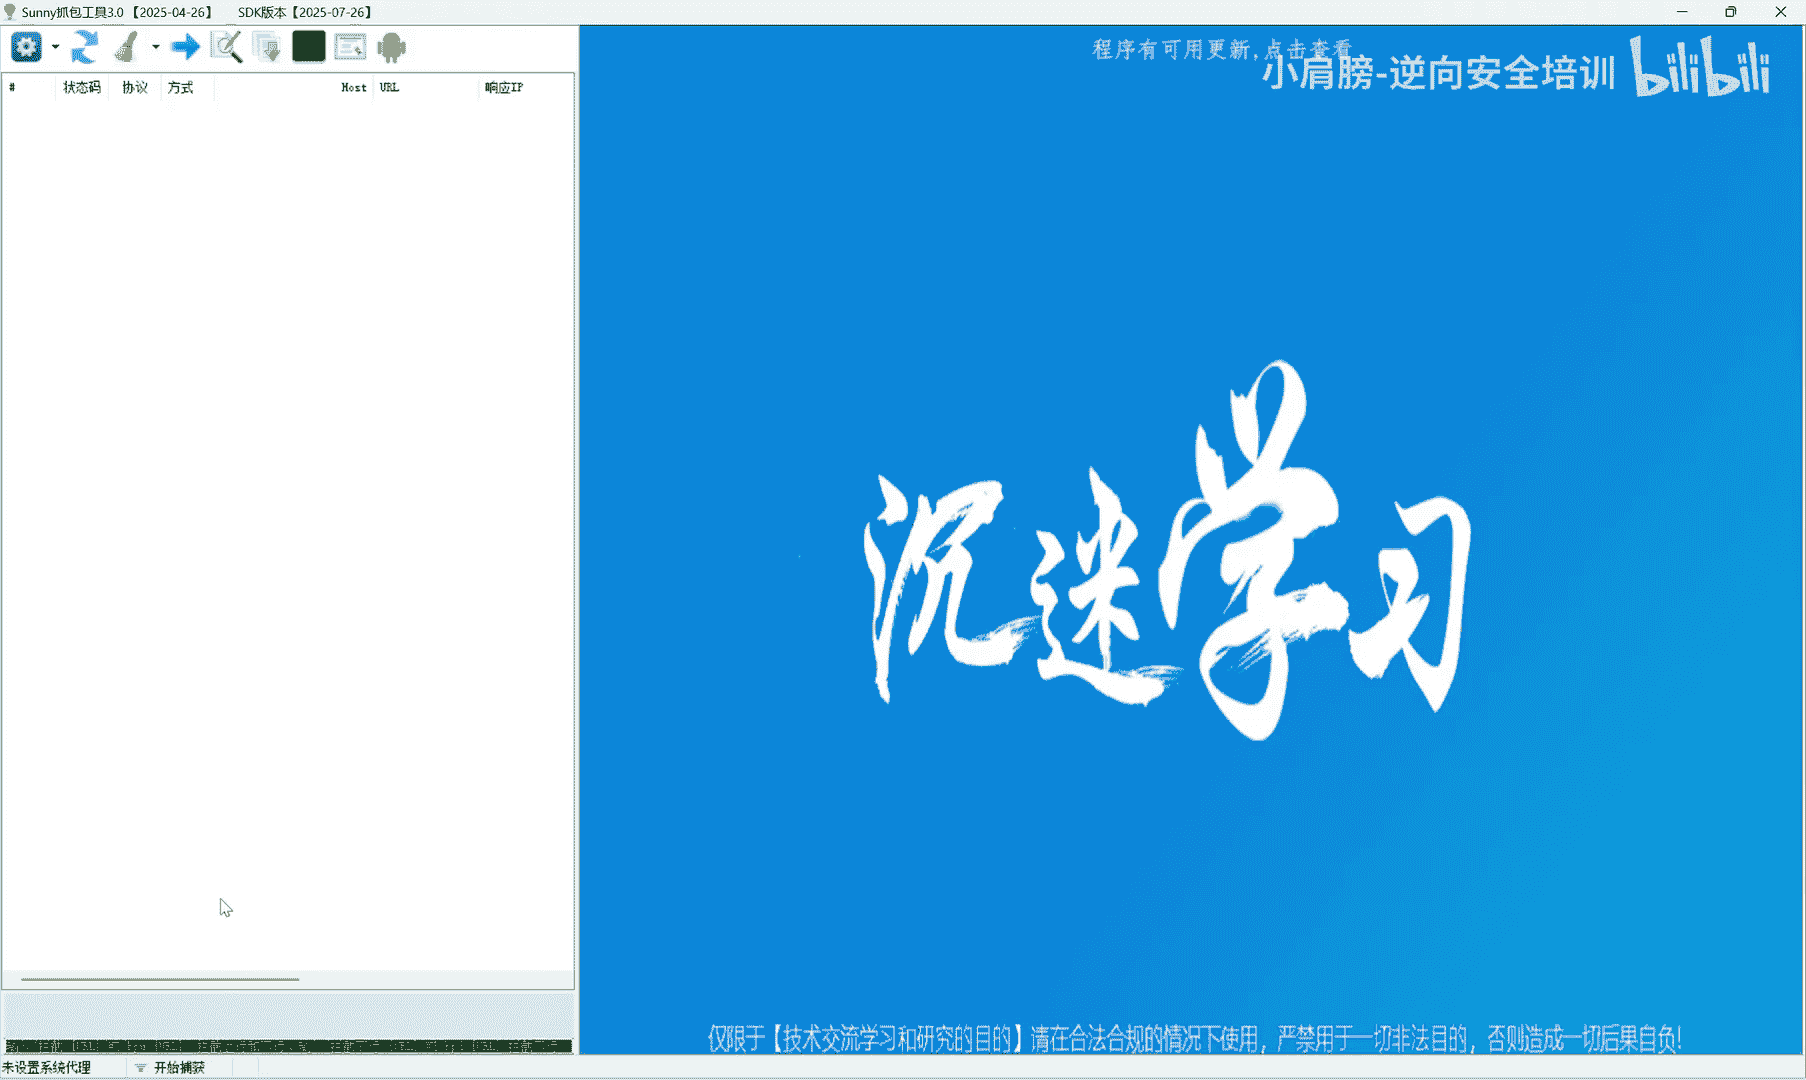 Sunny抓包工具3.0 【2025-04-26】 SDK版本【2025-07-26】
程序有可用更新,点击查看
小肩膀-逆向安全培训 bilibili
# 状态码 协议 方式 Host URL 响应IP
沉迷学习
仅限于【技术交流学习和研究的目的】请在合法合规的情况下使用，严禁用于一切非法目的，否则造成一切后果自负!
未设置系统代理 开始捕获